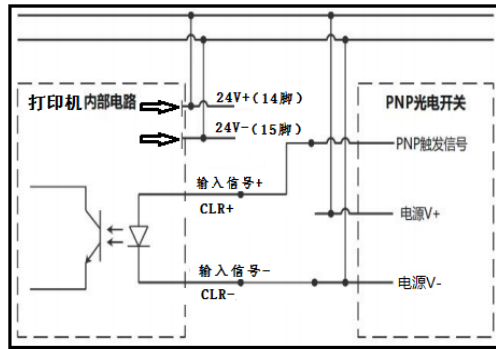 24V+(14脚)
打印机内部电路
PNP光电开关
24V-(15脚)
PNP触发信号
输入信号+
CLR+
电源V+
输入信号-
CLR-
电源V-